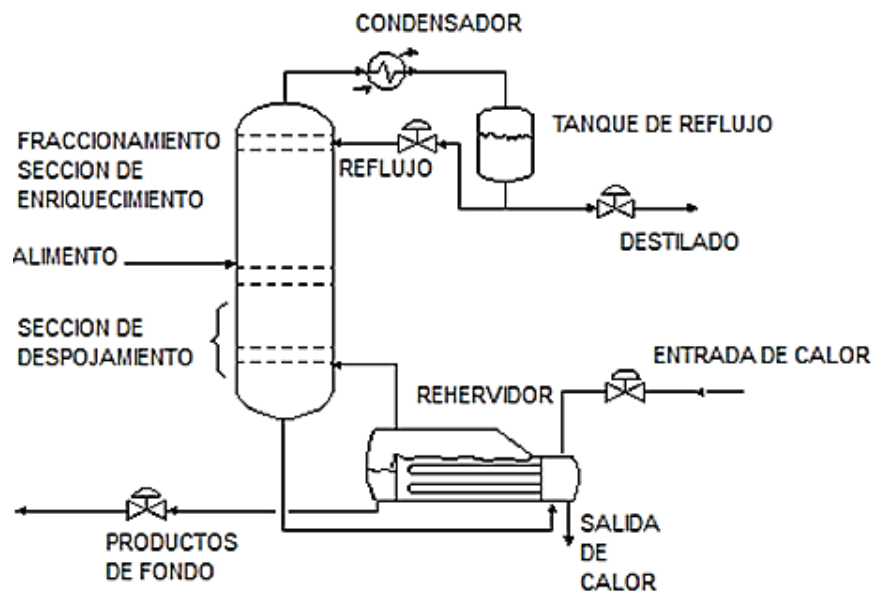 CONDENSADOR
TANQUE DE REFLUJO
FRACCIONAMIENTO
SECCION DE
ENRIQUECIMIENTO
REFLUJO
DESTILADO
ALIMENTO
SECCION DE
DESPOJAMIENTO
ENTRADA DE CALOR
REHERVIDOR
PRODUCTOS
DE FONDO
SALIDA
DE
CALOR